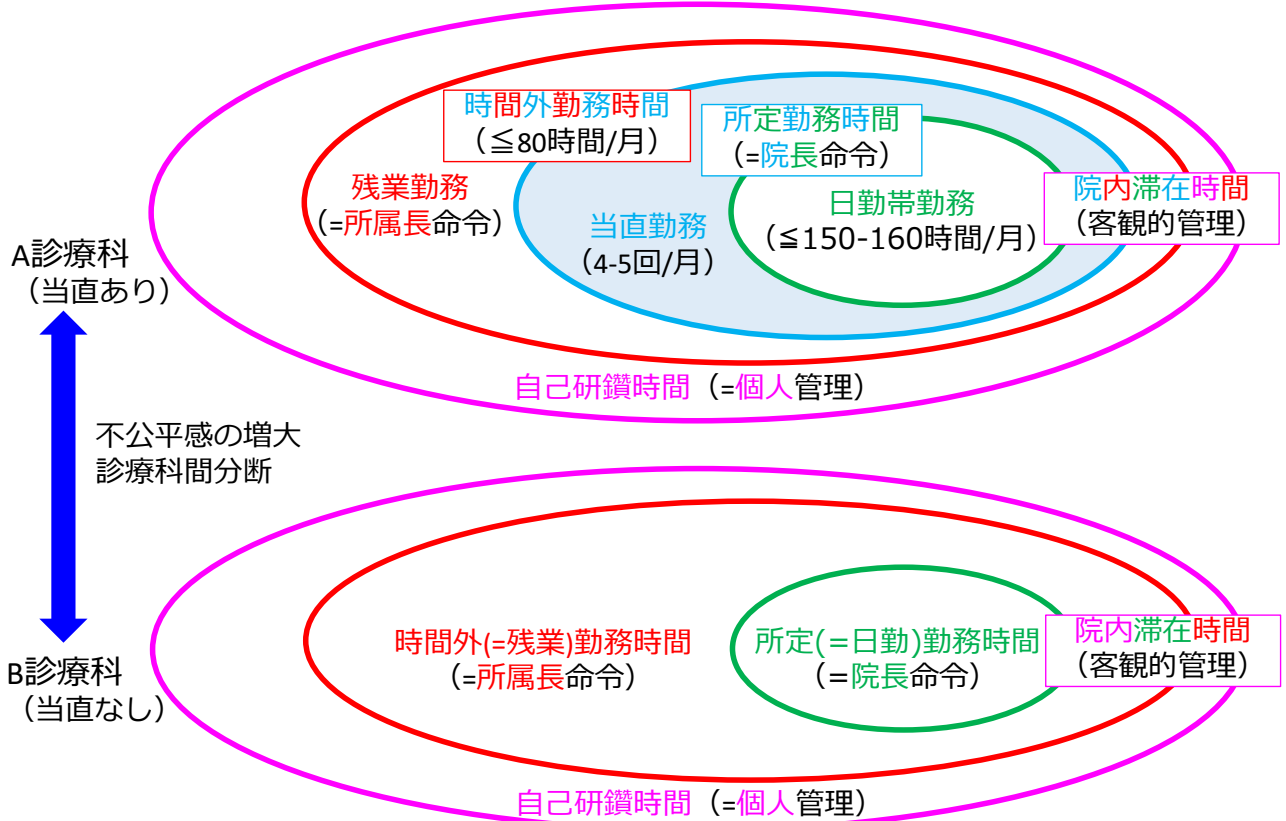 時間外勤務時間
（≦80時間/月）
所定勤務時間
（=院長命令）
残業勤務
（=所属長命令）
当直勤務
（4-5回/月）
日勤帯勤務
（≦150-160時間/月）
院内滞在時間
（客観的管理）
自己研鑽時間（=個人管理）
A診療科
（当直あり）
不公平感の増大
診療科間分断
B診療科
（当直なし）
時間外(=残業)勤務時間
（=所属長命令）
所定(=日勤)勤務時間
（=院長命令）
院内滞在時間
（客観的管理）
自己研鑽時間（=個人管理）